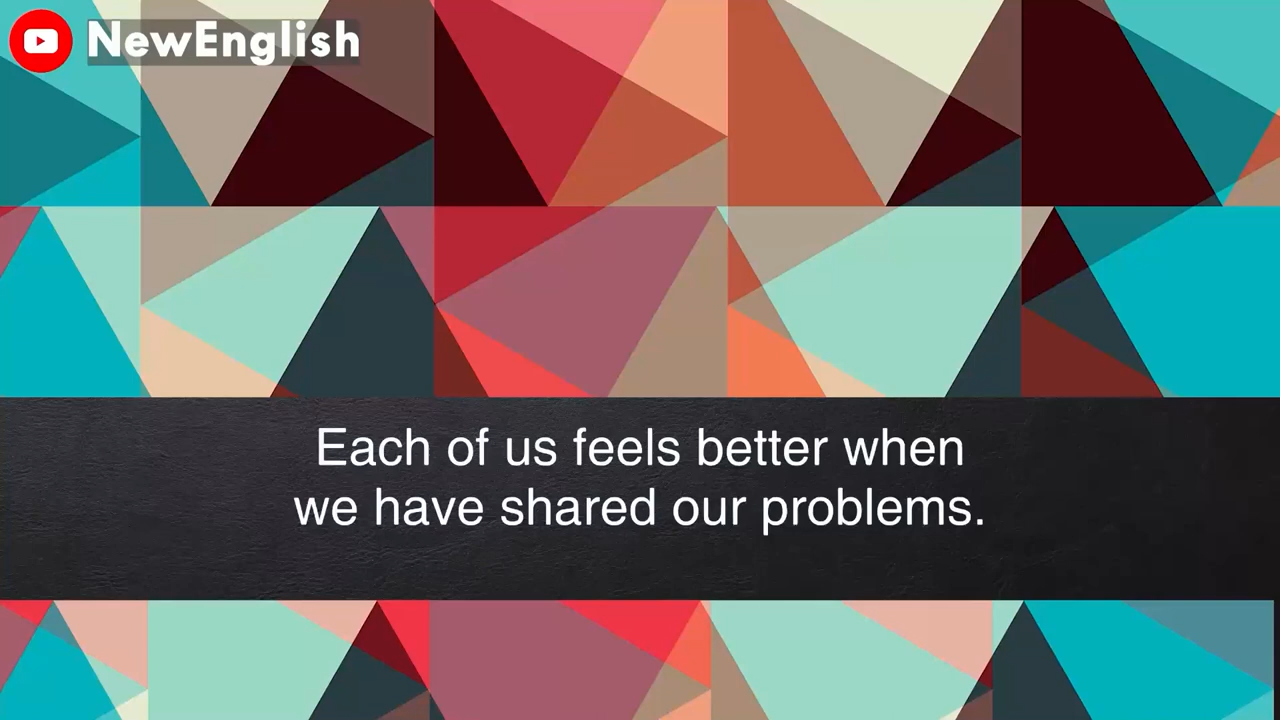 NewEnglish
Each of us feels better when
we have shared our problems.